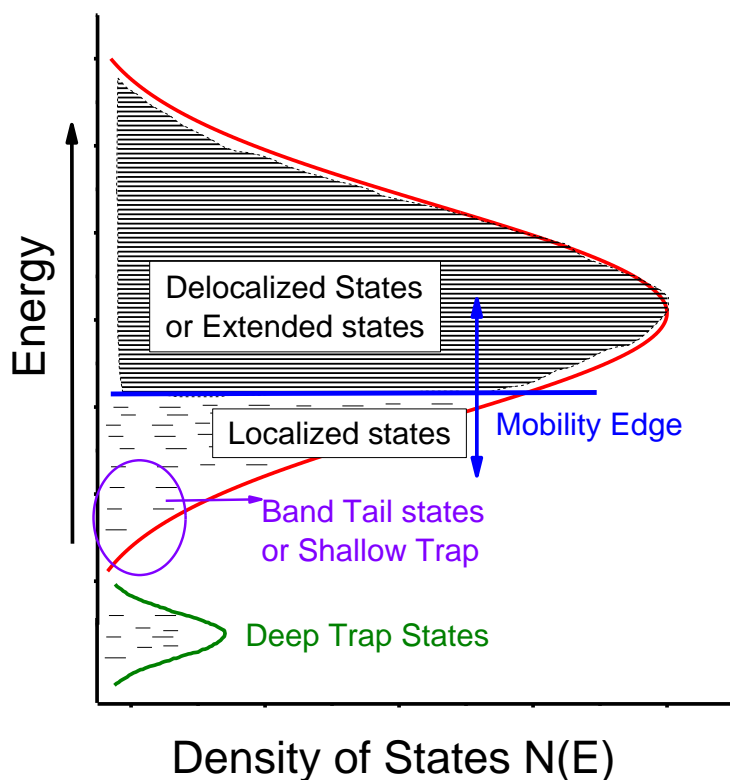 Energy
Delocalized States
or Extended states
Mobility Edge
Localized states
Band Tail states
or Shallow Trap
Deep Trap States
Density of States N(E)